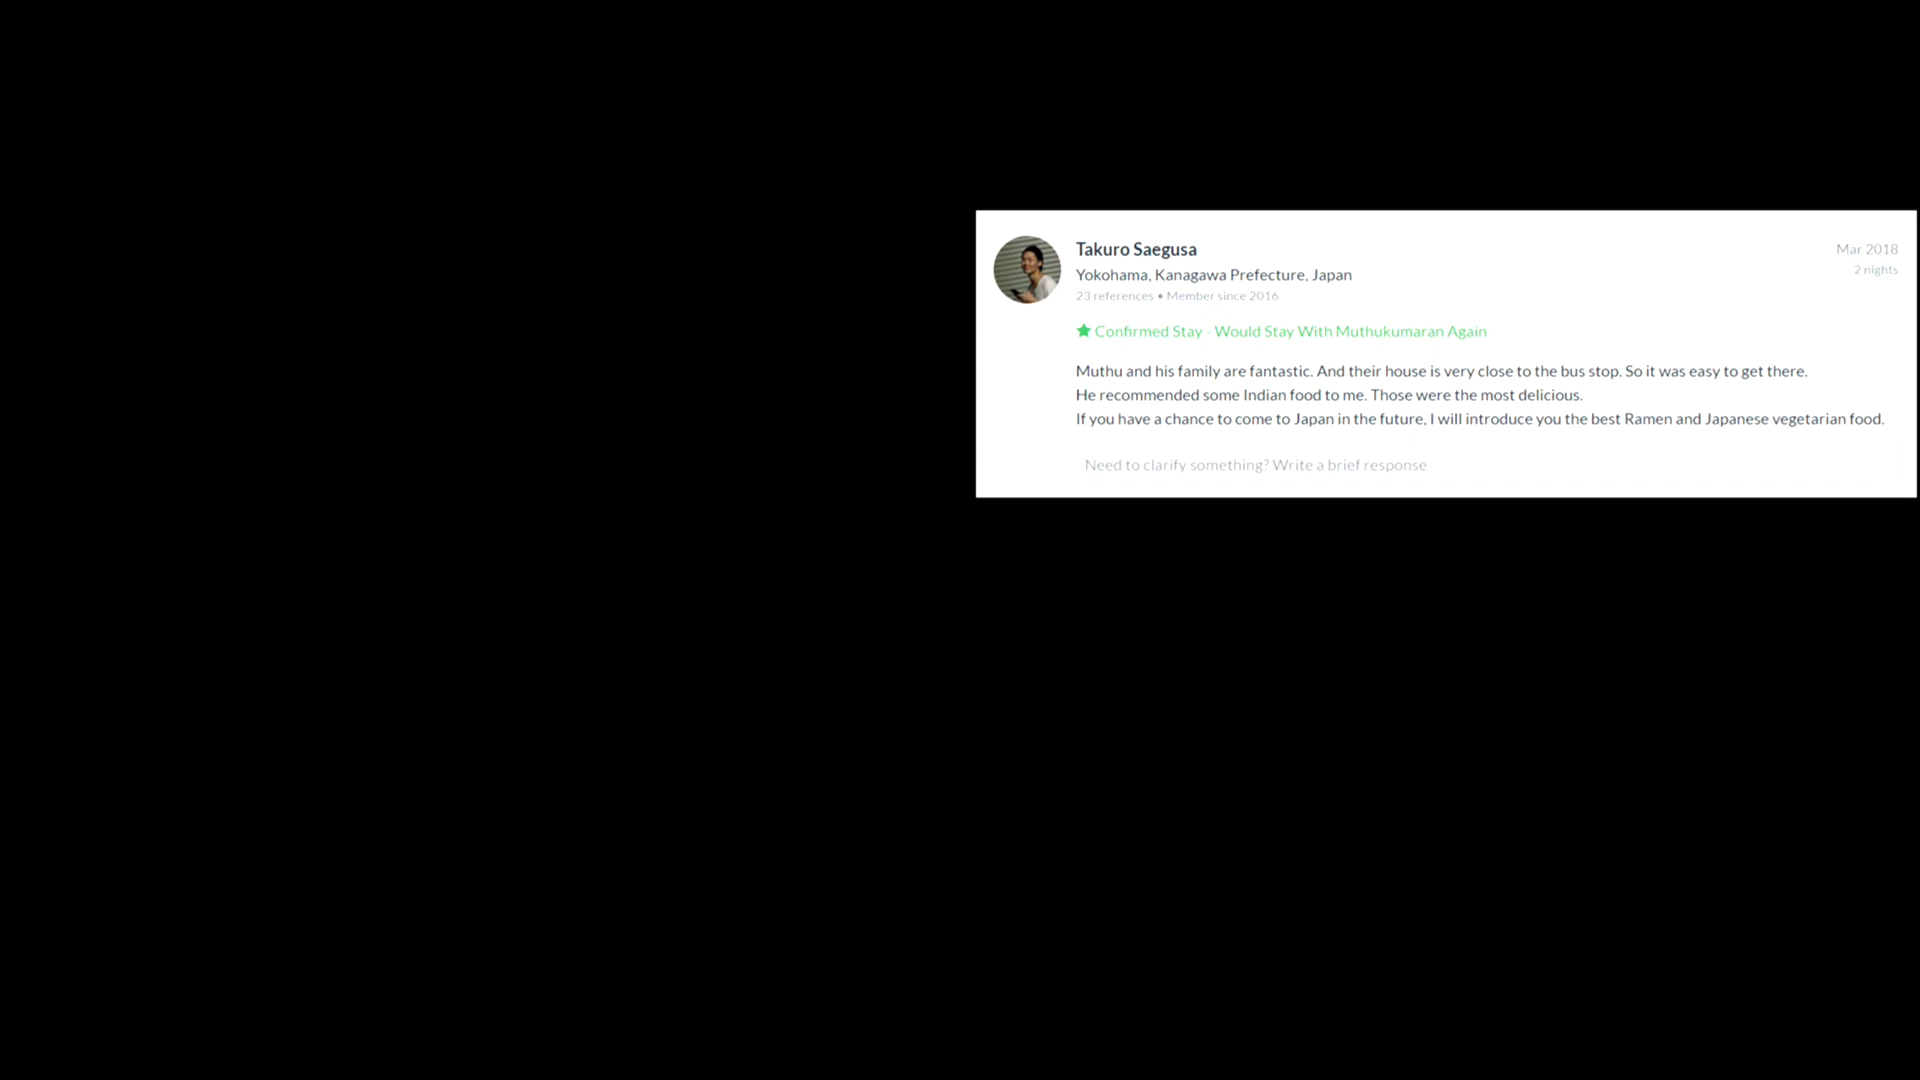 Takuro Saegusa
Mar 2018
Yokohama, Kanagawa Prefecture, Japan
2 nights
23 references • Member since 2016
Confirmed Stay - Would Stay With Muthukumaran Again
Muthu and his family are fantastic. And their house is very close to the bus stop. So it was easy to get there.
He recommended some Indian food to me. Those were the most delicious.
If you have a chance to come to Japan in the future, I will introduce you the best Ramen and Japanese vegetarian food.
Need to clarify something? Write a brief response